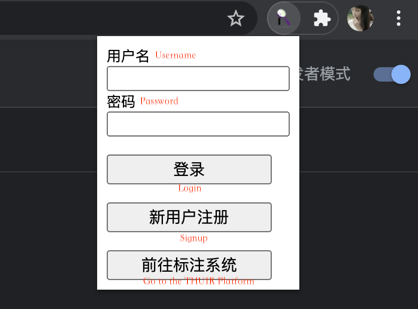 发者模式
用户名 Username
密码 Password
登录
Login
新用户注册
Signup
前往标注系统
Go to the THUIR Platform